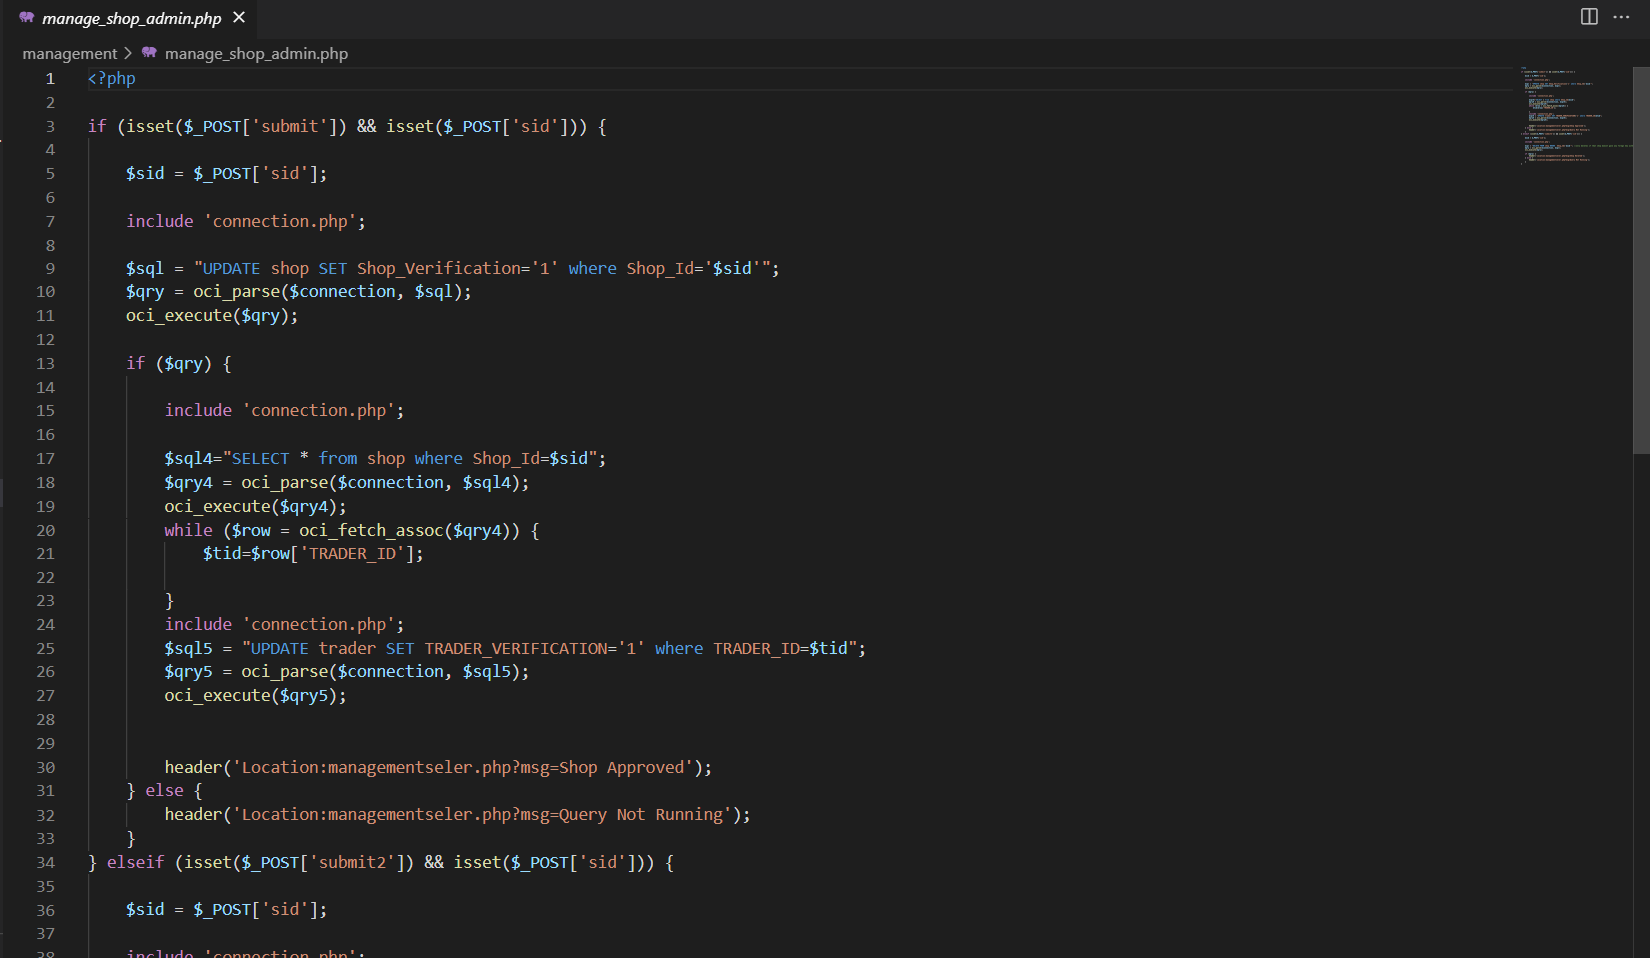 manage_shop_admin.php
management > manage_shop_admin.php
1 <?php
2
3 if (isset($_POST['submit']) && isset($_POST['sid'])) {
4
5 $sid = $_POST['sid'];
6
7 include 'connection.php';
8
9 $sql = "UPDATE shop SET Shop_Verification='1' where Shop_Id='$sid'";
10 $qry = oci_parse($connection, $sql);
11 oci_execute($qry);
12
13 if ($qry) {
14
15 include 'connection.php';
16
17 $sql4="SELECT * from shop where Shop_Id=$sid";
18 $qry4 = oci_parse($connection, $sql4);
19 oci_execute($qry4);
20 while ($row = oci_fetch_assoc($qry4)) {
21 $tid=$row['TRADER_ID'];
22
23 }
24 include 'connection.php';
25 $sql5 = "UPDATE trader SET TRADER_VERIFICATION='1' where TRADER_ID=$tid";
26 $qry5 = oci_parse($connection, $sql5);
27 oci_execute($qry5);
28
29
30 header('Location:managementseler.php?msg=Shop Approved');
31 } else {
32 header('Location:managementseler.php?msg=Query Not Running');
33 }
34 } elseif (isset($_POST['submit2']) && isset($_POST['sid'])) {
35
36 $sid = $_POST['sid'];
37
38 include 'connection.php';